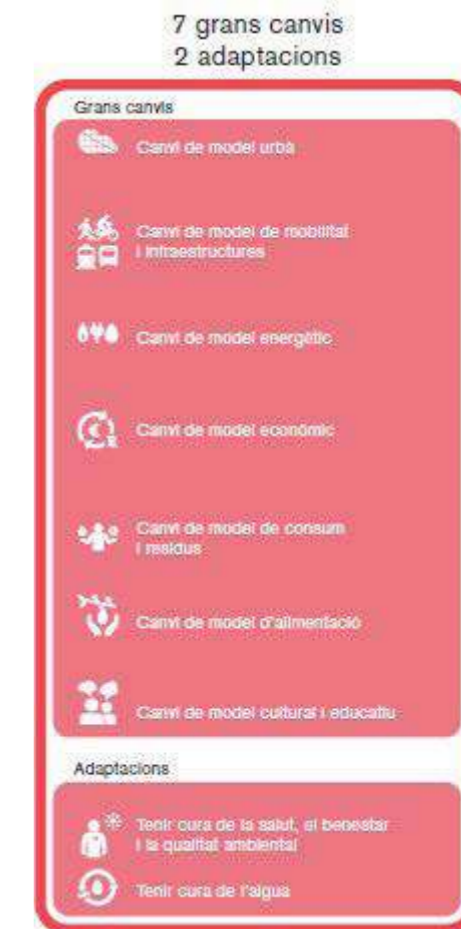 7 grans canvis
2 adaptacions
Grans canvis
Canvi de model urbà
Canvi de model de mobilitat
i infraestructures
Canvi de model energètic
Canvi de model econòmic
Canvi de model de consum
i residus
Canvi de model d'alimentació
Canvi de model cultural i educatiu
Adaptacions
Tenir cura de la salut, el benestar
i la qualitat ambiental
Tenir cura de l'aigua